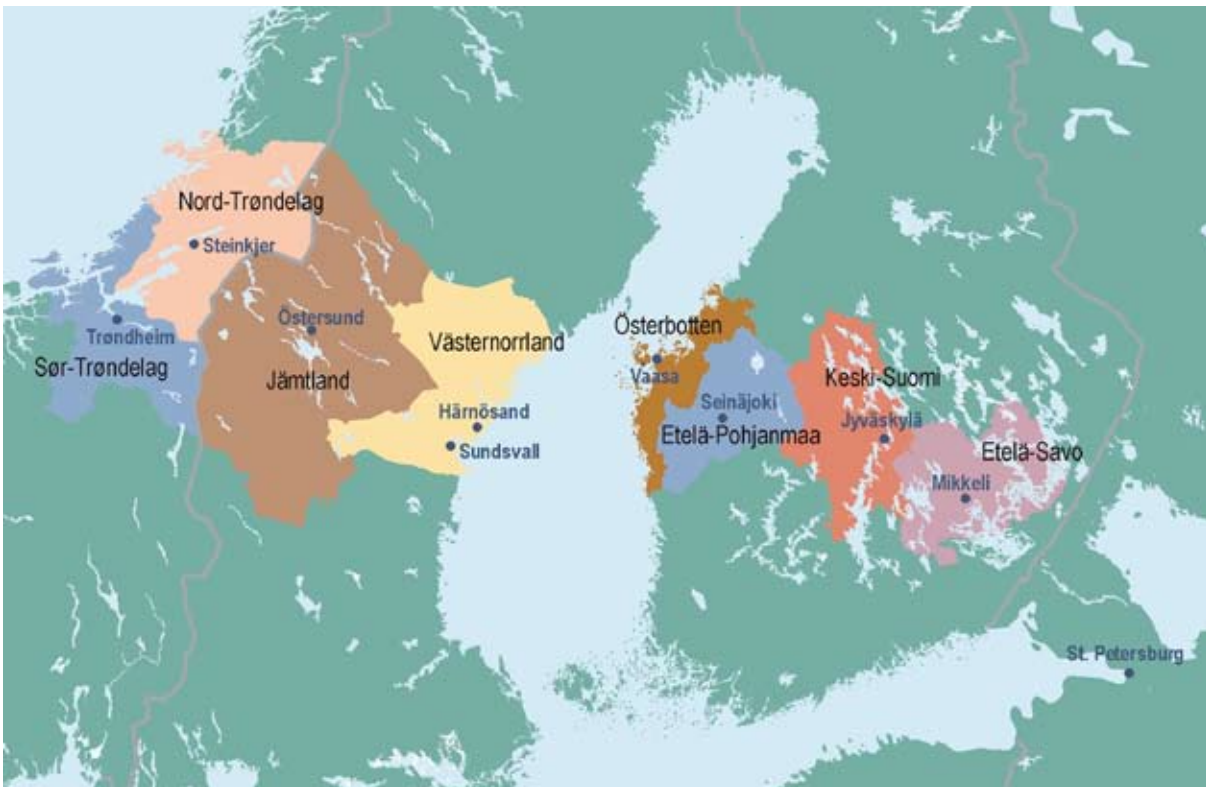 Nord-Trøndelag
Steinkjer
Trøndheim
Sør-Trøndelag
Östersund
Jämtland
Västernorrland
Härnösand
Sundsvall
Österbotten
Vaasa
Seinäjoki
Etelä-Pohjanmaa
Keski-Suomi
Jyväskylä
Etelä-Savo
Mikkeli
St. Petersburg